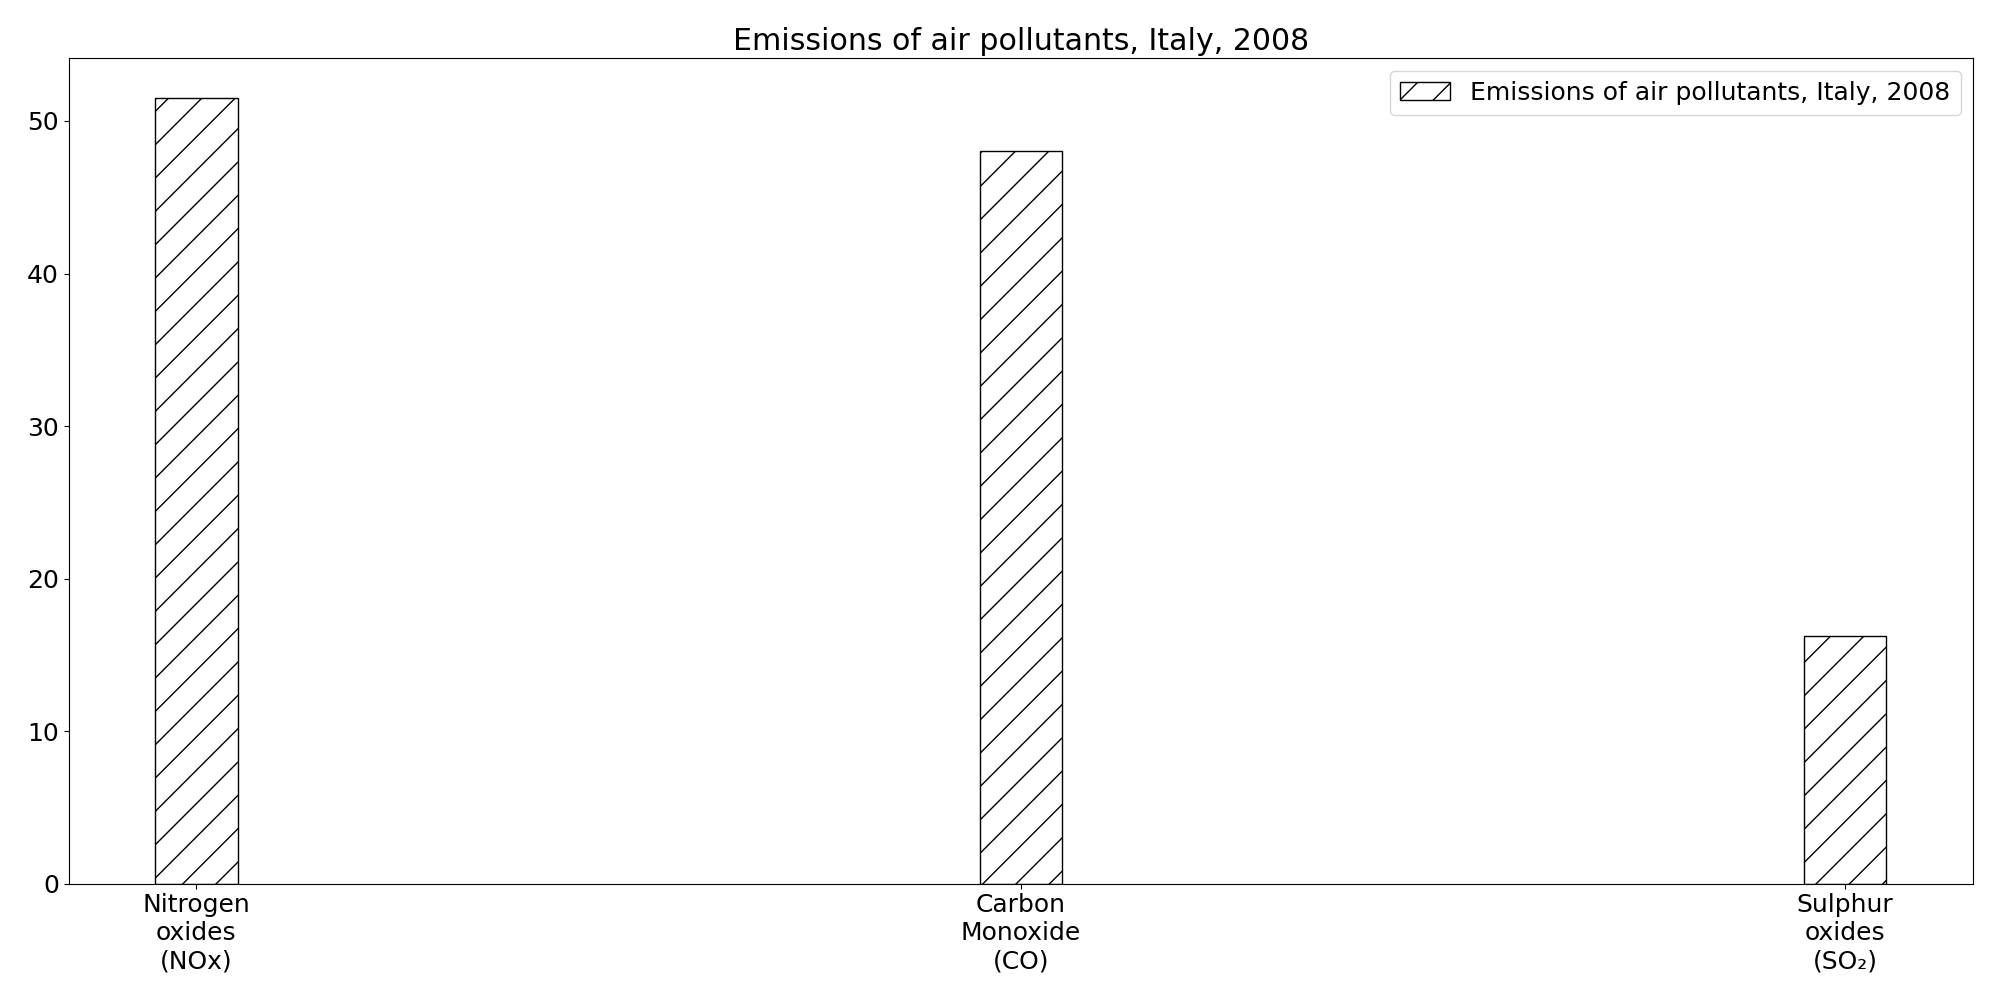 Emissions of air pollutants, Italy, 2008
Emissions of air pollutants, Italy, 2008
50
40
30
20
10
0
Nitrogen
oxides
(NOx)
Carbon
Monoxide
(CO)
Sulphur
oxides
(SO₂)